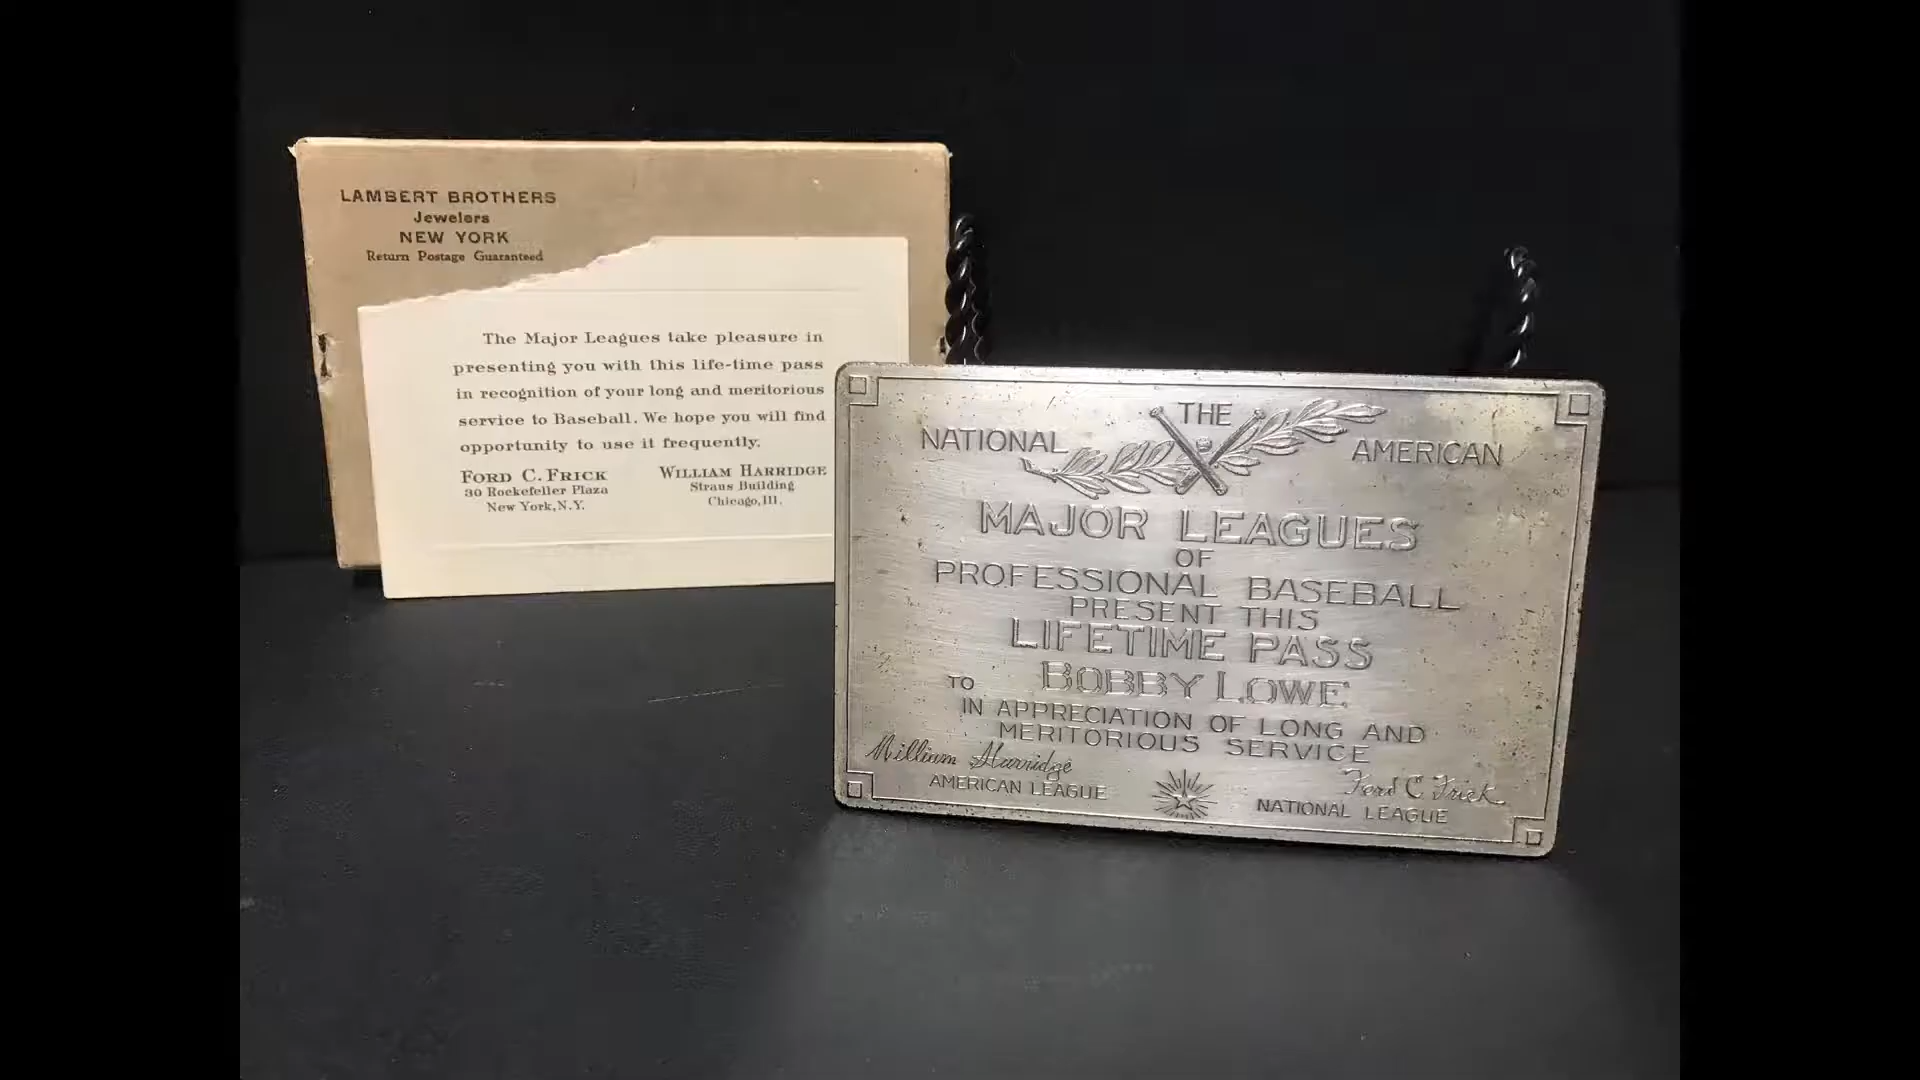 LAMBERT BROTHERS
Jewelers
NEW YORK
Return Postage Guaranteed
The Major Leagues take pleasure in
presenting you with this life-time pass
in recognition of your long and meritorious
service to Baseball. We hope you will find
opportunity to use it frequently.
FORD C. FRICK
30 Rockefeller Plaza
New York, N.Y.
WILLIAM HARRIDGE
Straus Building
Chicago, Ill.
THE
NATIONAL AMERICAN
MAJOR LEAGUES
OF
PROFESSIONAL BASEBALL
PRESENT THIS
LIFETIME PASS
TO BOBBY LOWE
IN APPRECIATION OF LONG AND
MERITORIOUS SERVICE
William Harridge
AMERICAN LEAGUE
Ford C. Frick
NATIONAL LEAGUE